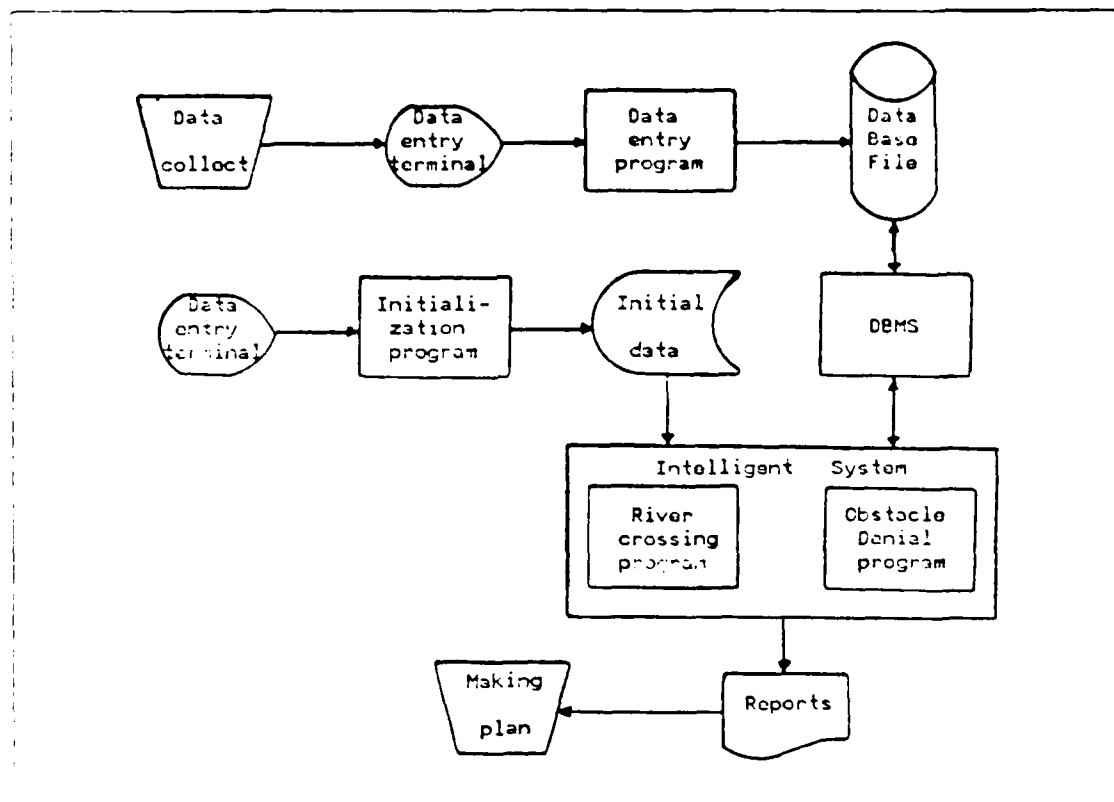 Data
collect
Data
entry
terminal
Data
entry
program
Data
Base
File
Data
entry
terminal
Initiali-
zation
program
Initial
data
DBMS
Intelligent System
River
crossing
program
Obstacle
Denial
program
Making
plan
Reports